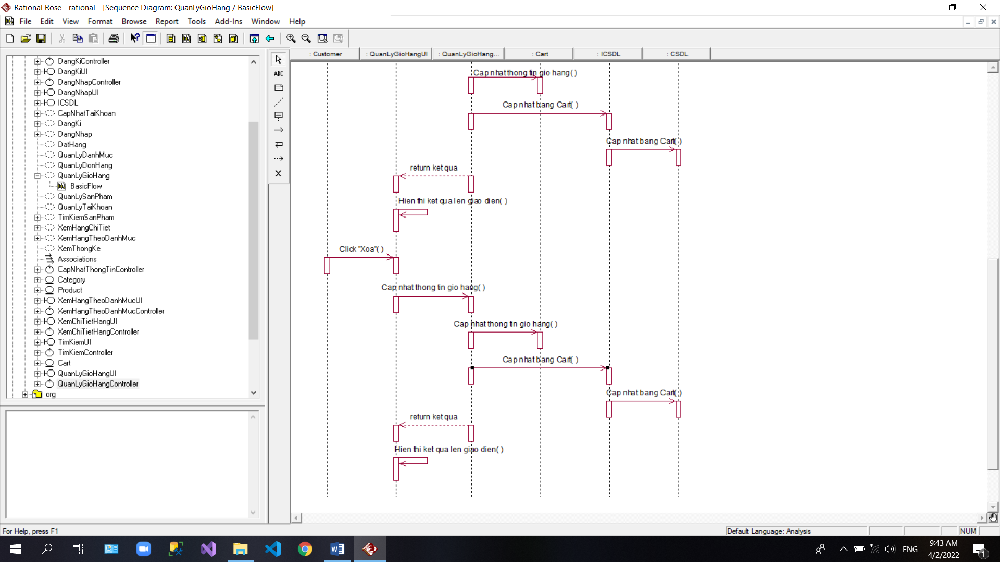 Rational Rose - rational - [Sequence Diagram: QuanLyGioHang / BasicFlow]
File Edit View Format Browse Report Tools Add-Ins Window Help
DangKiController
DangKiUI
DangNhapController
DangNhapUI
ICSDL
CapNhatTaiKhoan
DangKi
DangNhap
DatHang
QuanLyDanhMuc
QuanLyDonHang
QuanLyGioHang
BasicFlow
QuanLySanPham
QuanLyTaiKhoan
TimKiemSanPham
XemHangChiTiet
XemHangTheoDanhMuc
XemThongKe
Associations
CapNhatThongTinController
Category
Product
XemHangTheoDanhMucUI
XemHangTheoDanhMucController
XemChiTietHangUI
XemChiTietHangController
TimKiemUI
TimKiemController
Cart
QuanLyGioHangUI
QuanLyGioHangController
org
ABC
: Customer : QuanLyGioHangUI : QuanLyGioHang... : Cart : ICSDL : CSDL
Cap nhat thong tin gio hang( )
Cap nhat bang Cart( )
Cap nhat bang Cart( )
return ket qua
Hien thi ket qua len giao dien( )
Click "Xoa"( )
Cap nhat thong tin gio hang( )
Cap nhat thong tin gio hang( )
Cap nhat bang Cart( )
Cap nhat bang Cart( )
return ket qua
Hien thi ket qua len giao dien( )
For Help, press F1
Default Language: Analysis NUM
ENG
9:43 AM
4/2/2022
1